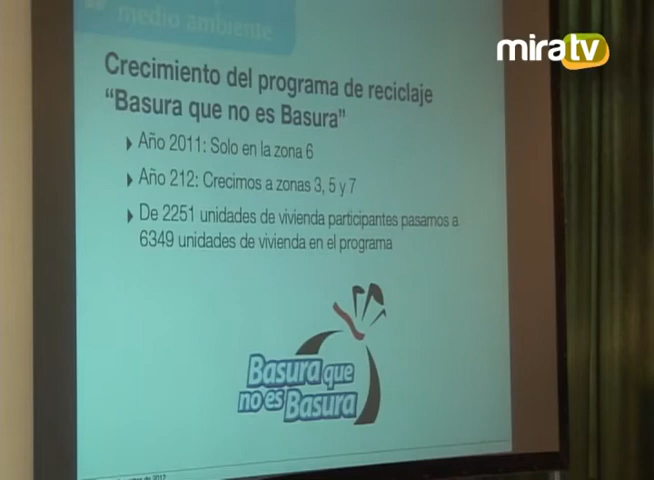 medio ambiente
miratv
Crecimiento del programa de reciclaje
“Basura que no es Basura”
Año 2011: Solo en la zona 6
Año 212: Crecimos a zonas 3, 5 y 7
De 2251 unidades de vivienda participantes pasamos a
6349 unidades de vivienda en el programa
Basura que
no es Basura